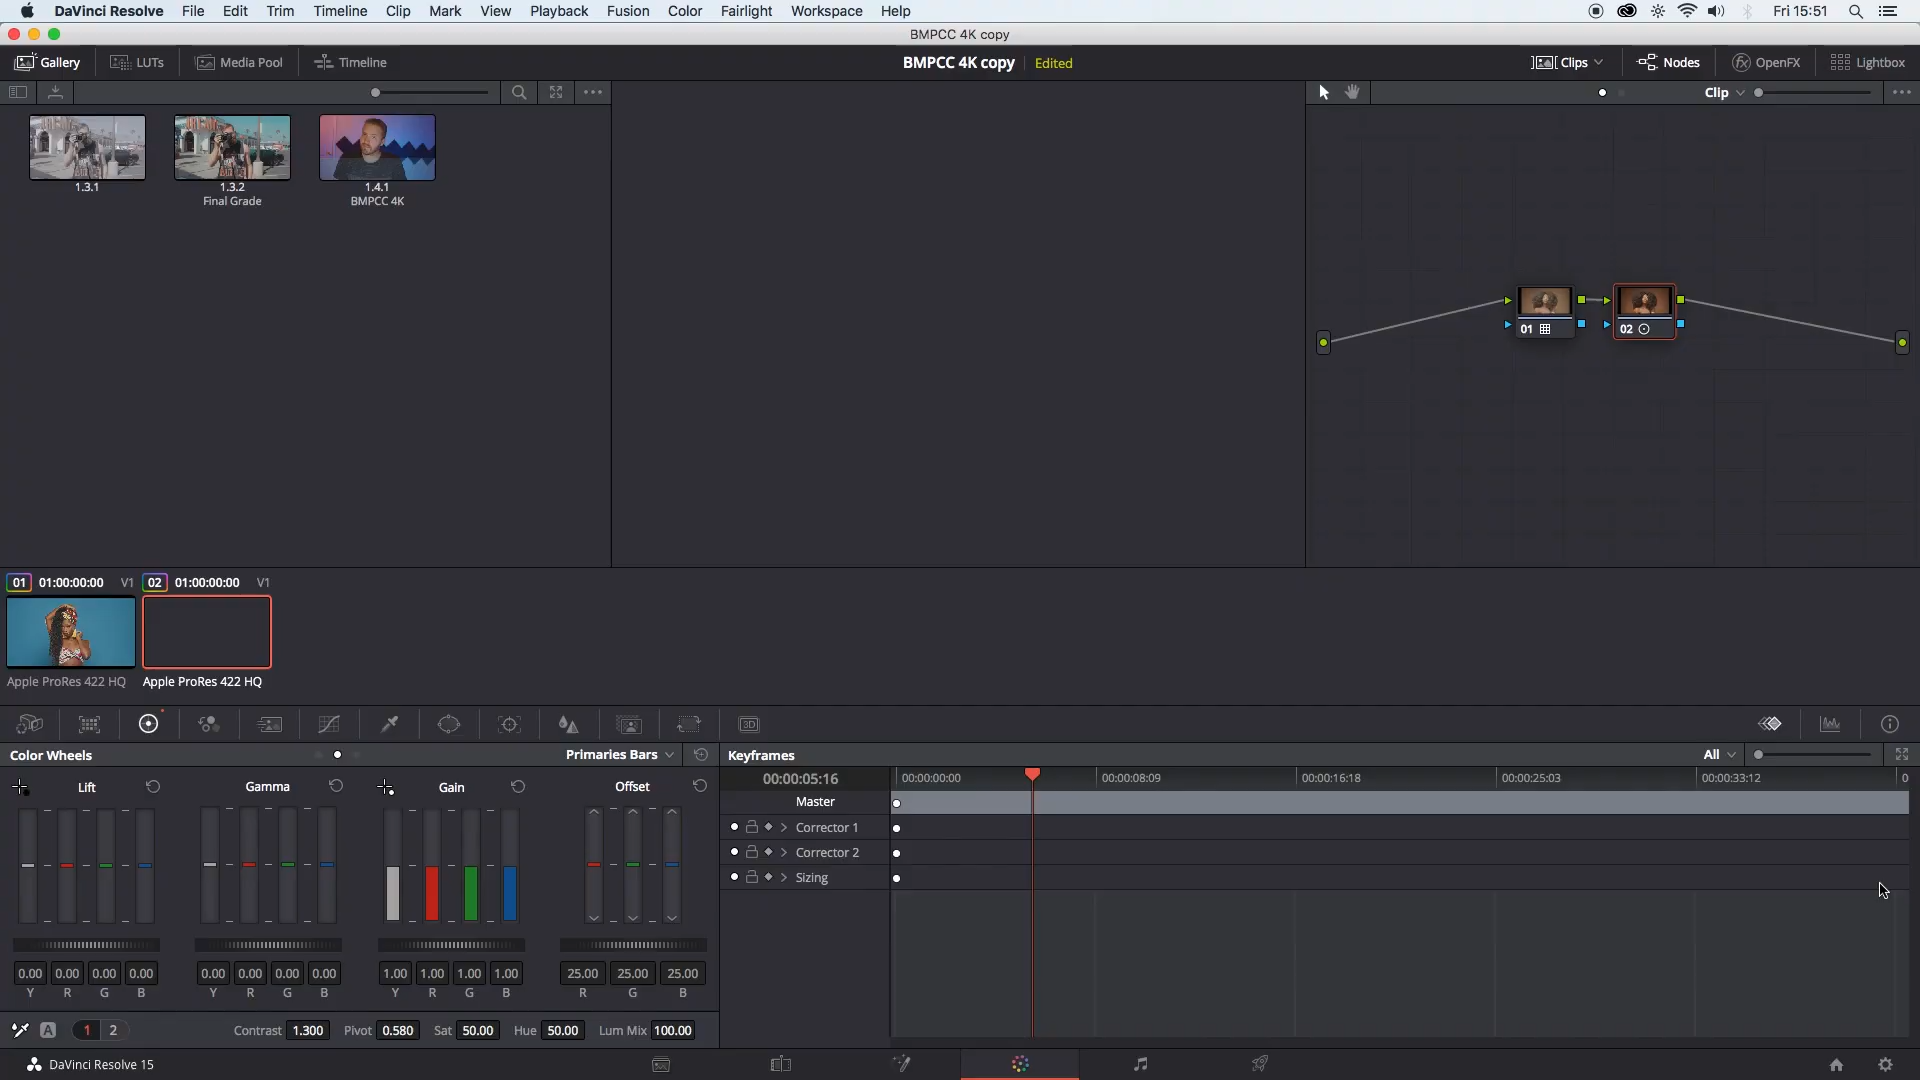 DaVinci Resolve File Edit Trim Timeline Clip Mark View Playback Fusion Color Fairlight Workspace Help Fri 15:51
BMPCC 4K copy
Gallery LUTs Media Pool Timeline BMPCC 4K copy Edited Clips Nodes OpenFX Lightbox
Clip
1.3.1 1.3.2 1.4.1
Final Grade BMPCC 4K
01 02
01 01:00:00:00 V1 02 01:00:00:00 V1
Apple ProRes 422 HQ Apple ProRes 422 HQ
3D
Color Wheels Primaries Bars Keyframes All
00:00:05:16 00:00:00:00 00:00:08:09 00:00:16:18 00:00:25:03 00:00:33:12 0
Lift Gamma Gain Offset
Master
Corrector 1
Corrector 2
Sizing
0.00 0.00 0.00 0.00 0.00 0.00 0.00 0.00 1.00 1.00 1.00 1.00 25.00 25.00 25.00
Y R G B Y R G B Y R G B R G B
A 1 2 Contrast 1.300 Pivot 0.580 Sat 50.00 Hue 50.00 Lum Mix 100.00
DaVinci Resolve 15